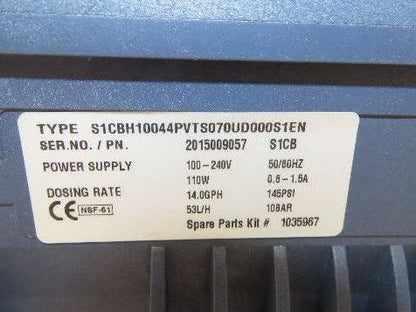 TYPE S1CBH10044PVTS070UD000S1EN
SER.NO. / PN. 2015009057 S1CB
POWER SUPPLY 100-240V 50/60HZ
110W 0.6-1.5A
DOSING RATE 14.0GPH 145PSI
CE NSF-61 53L/H 10BAR
Spare Parts Kit # 1035967